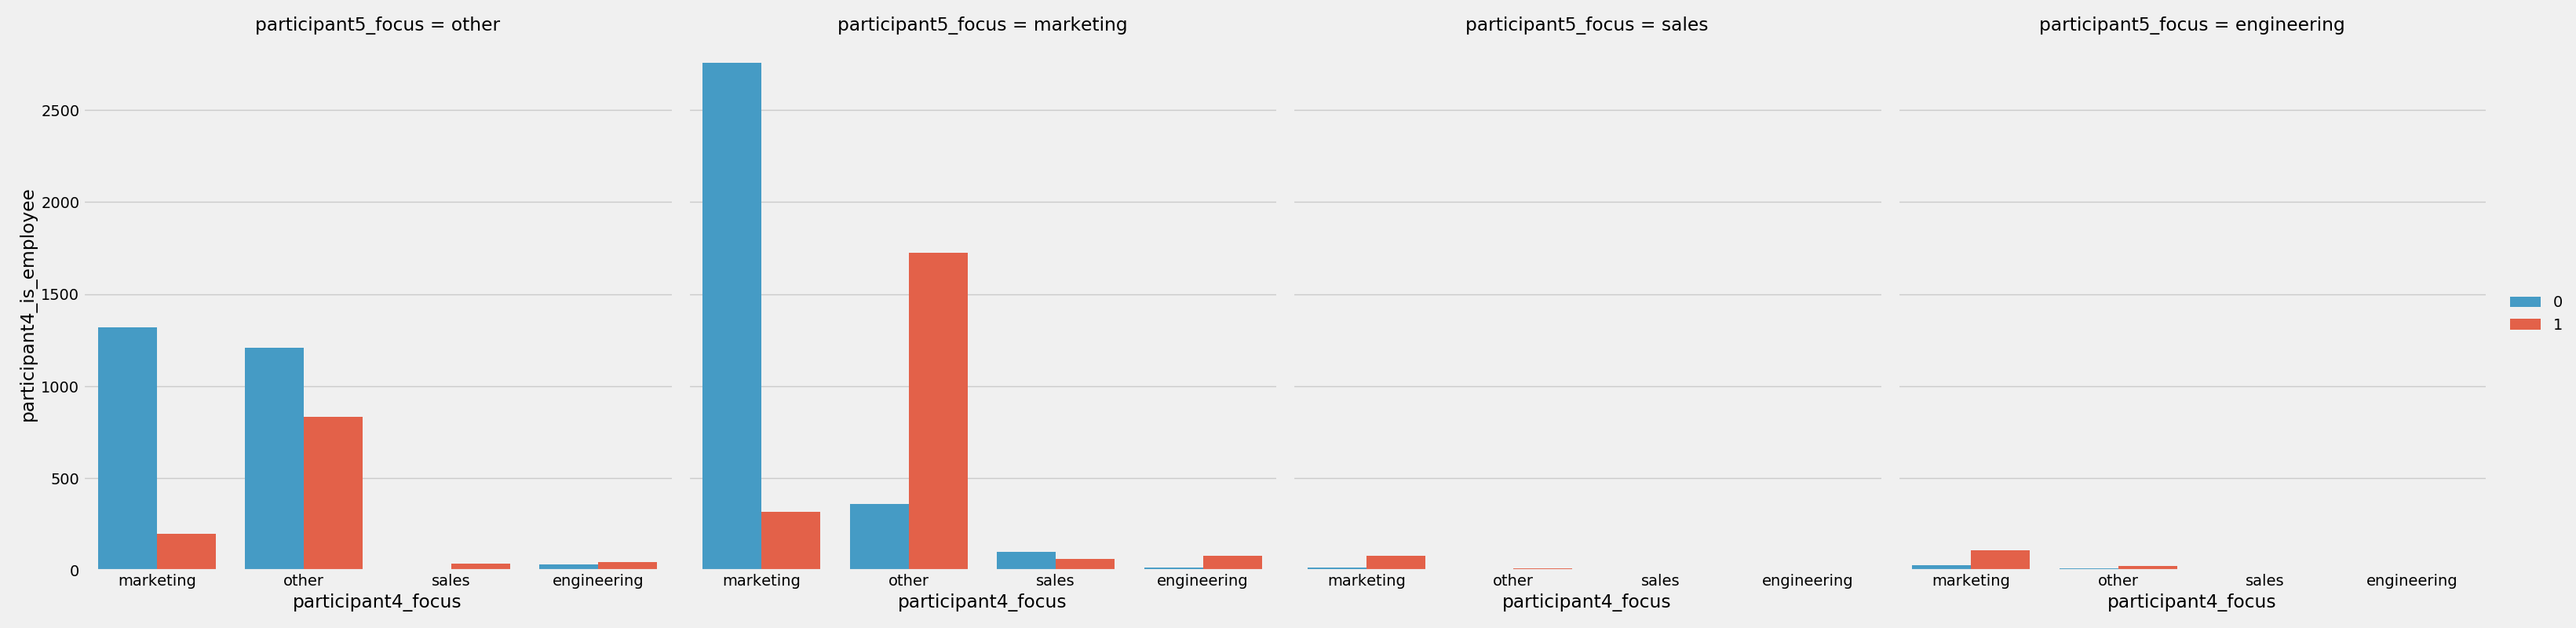 participant5_focus = other
participant5_focus = marketing
participant5_focus = sales
participant5_focus = engineering
participant4_is_employee
2500
2000
1500
1000
500
0
marketing other sales engineering
marketing other sales engineering
marketing other sales engineering
marketing other sales engineering
participant4_focus
participant4_focus
participant4_focus
participant4_focus
0
1